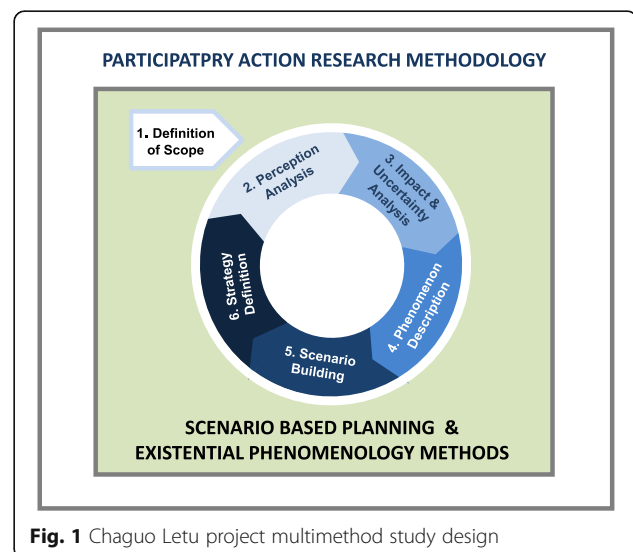 PARTICIPATPRY ACTION RESEARCH METHODOLOGY
1. Definition
of Scope
2. Perception
Analysis
3. Impact &
Uncertainty
Analysis
4. Phenomenon
Description
5. Scenario
Building
6. Strategy
Definition
SCENARIO BASED PLANNING &
EXISTENTIAL PHENOMENOLOGY METHODS
Fig. 1 Chaguo Letu project multimethod study design